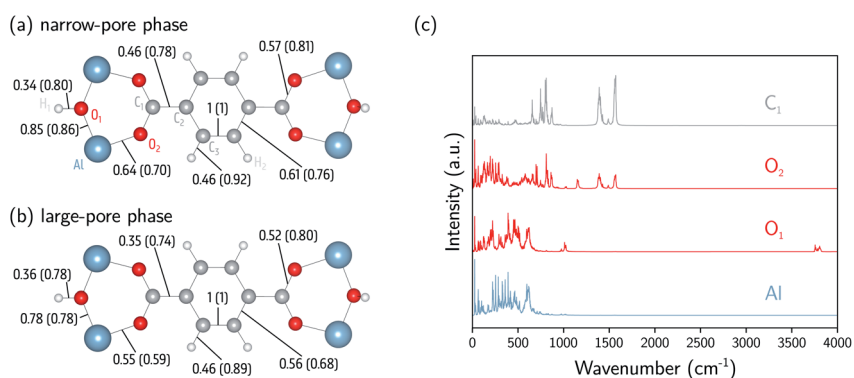 (a) narrow-pore phase
0.46 (0.78)
0.57 (0.81)
0.34 (0.80)
H1
O1
C1
C2
1 (1)
0.85 (0.86)
O2
C3
Al
0.64 (0.70)
H2
0.46 (0.92)
0.61 (0.76)
(b) large-pore phase
0.35 (0.74)
0.52 (0.80)
0.36 (0.78)
1 (1)
0.78 (0.78)
0.55 (0.59)
0.46 (0.89)
0.56 (0.68)
(c)
Intensity (a.u.)
C1
O2
O1
Al
0 500 1000 1500 2000 2500 3000 3500 4000
Wavenumber (cm-1)